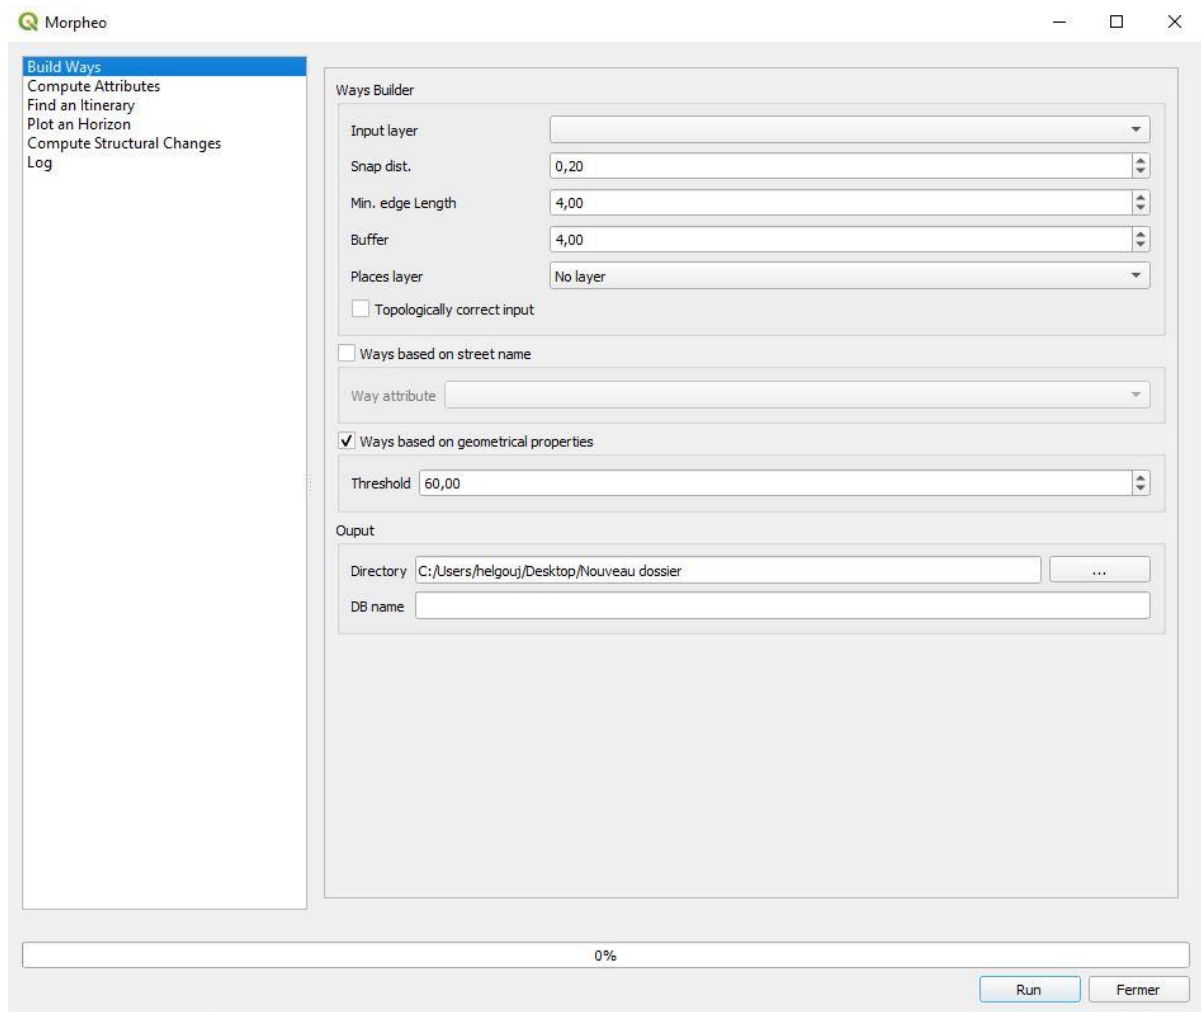 Morpheo
Build Ways
Compute Attributes
Find an Itinerary
Plot an Horizon
Compute Structural Changes
Log
Ways Builder
Input layer
Snap dist. 0,20
Min. edge Length 4,00
Buffer 4,00
Places layer No layer
Topologically correct input
Ways based on street name
Way attribute
Ways based on geometrical properties
Threshold 60,00
Ouput
Directory C:/Users/helgouj/Desktop/Nouveau dossier ...
DB name
0%
Run Fermer